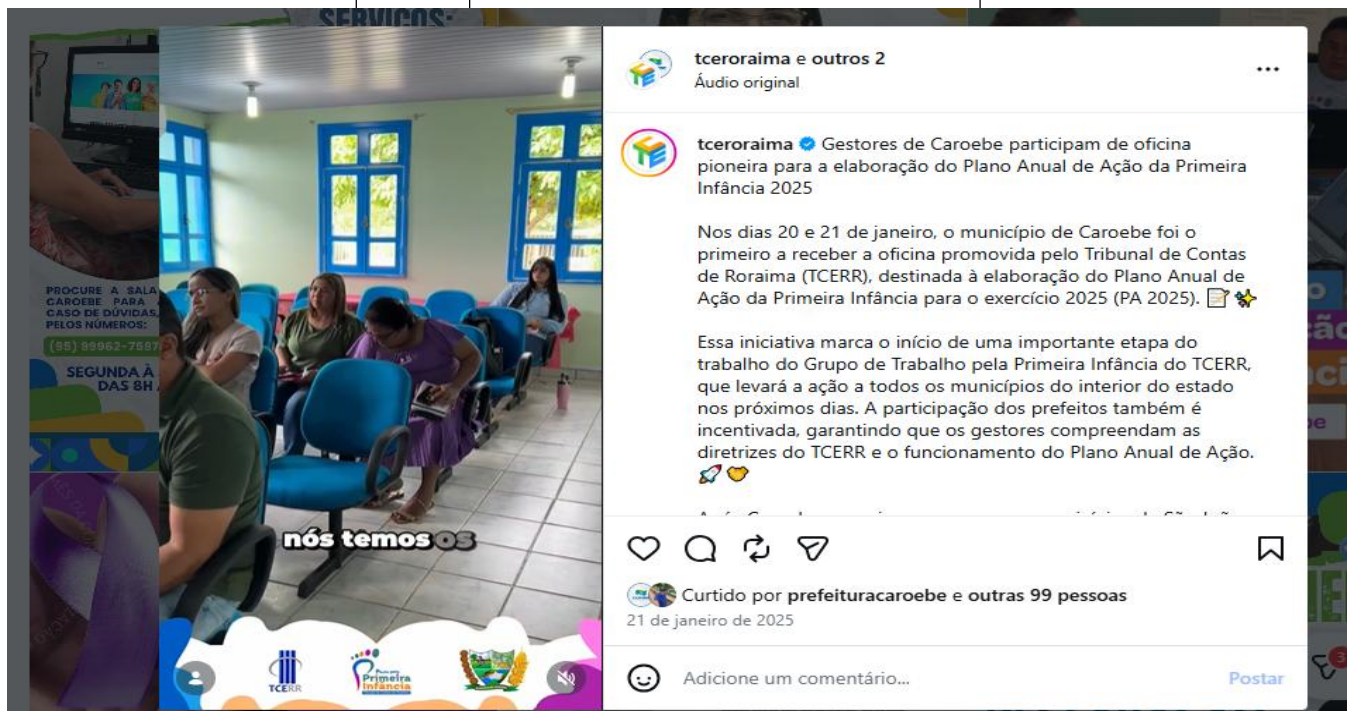 SERVIÇOS:
PROCURE A SALA
CAROEBE PARA
CASO DE DÚVIDAS,
PELOS NÚMEROS:
(95) 99962-7587
SEGUNDA À
DAS 8H
nós temos os
TCERR
Primeira
Infância
tceroraima e outros 2
Áudio original
tceroraima Gestores de Caroebe participam de oficina
pioneira para a elaboração do Plano Anual de Ação da Primeira
Infância 2025
Nos dias 20 e 21 de janeiro, o município de Caroebe foi o
primeiro a receber a oficina promovida pelo Tribunal de Contas
de Roraima (TCERR), destinada à elaboração do Plano Anual de
Ação da Primeira Infância para o exercício 2025 (PA 2025). 📝 ✨
Essa iniciativa marca o início de uma importante etapa do
trabalho do Grupo de Trabalho pela Primeira Infância do TCERR,
que levará a ação a todos os municípios do interior do estado
nos próximos dias. A participação dos prefeitos também é
incentivada, garantindo que os gestores compreendam as
diretrizes do TCERR e o funcionamento do Plano Anual de Ação.
🚀 🤝
Curtido por prefeituracaroebe e outras 99 pessoas
21 de janeiro de 2025
Adicione um comentário...
Postar
3